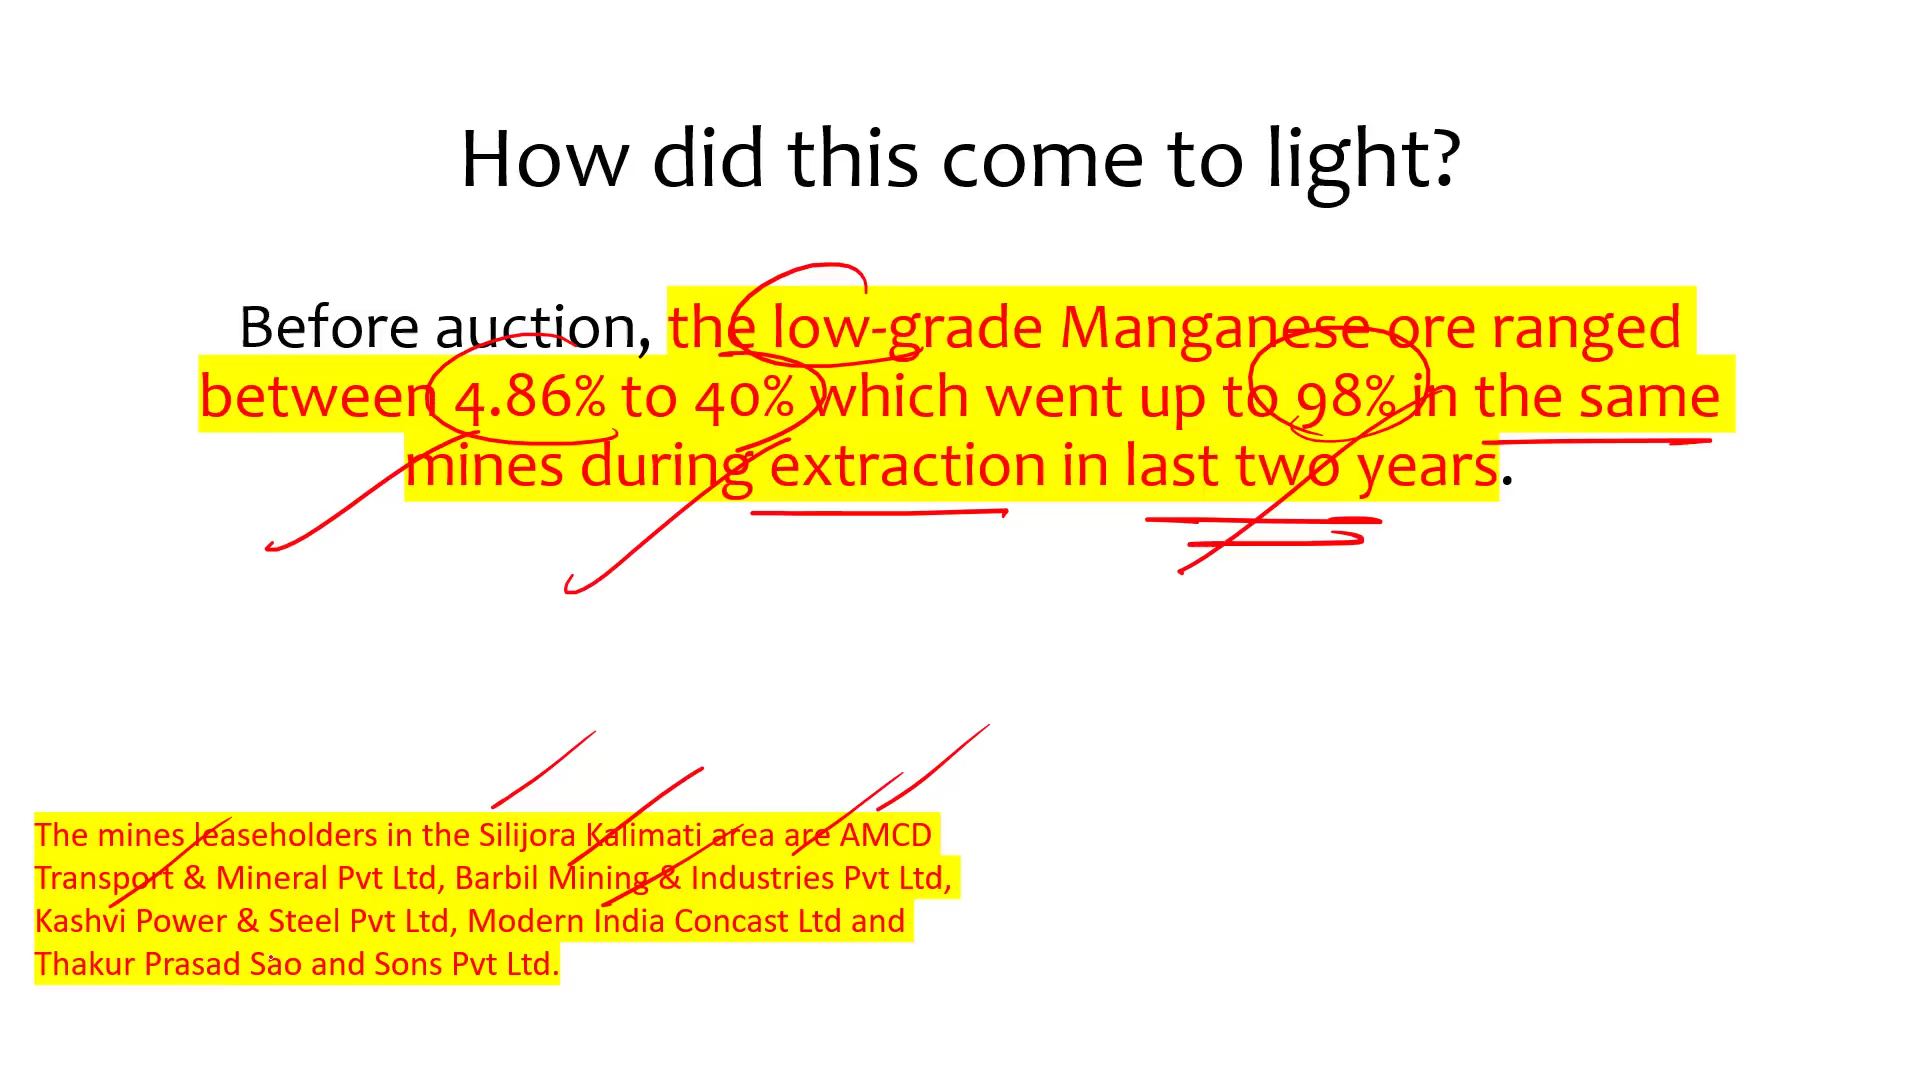 How did this come to light?
Before auction, the low-grade Manganese ore ranged
between 4.86% to 40% which went up to 98% in the same
mines during extraction in last two years.
The mines leaseholders in the Silijora Kalimati area are AMCD
Transport & Mineral Pvt Ltd, Barbil Mining & Industries Pvt Ltd,
Kashvi Power & Steel Pvt Ltd, Modern India Concast Ltd and
Thakur Prasad Sao and Sons Pvt Ltd.